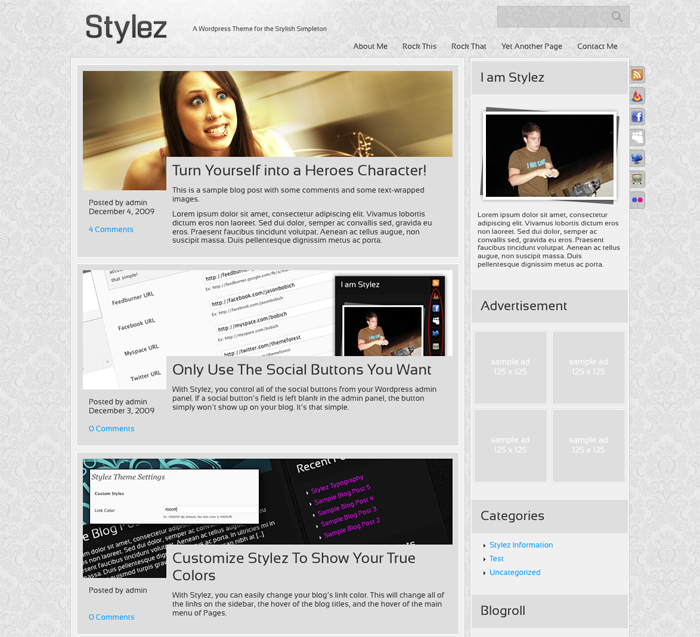 Stylez
A Wordpress Theme for the Stylish Simpleton
About Me Rock This Rock That Yet Another Page Contact Me
Turn Yourself into a Heroes Character!
Posted by admin
December 4, 2009
4 Comments
This is a sample blog post with some comments and some text-wrapped
images.
Lorem ipsum dolor sit amet, consectetur adipiscing elit. Vivamus lobortis
dictum eros non laoreet. Sed dui dolor, semper ac convallis sed, gravida eu
eros. Praesent faucibus tincidunt volutpat. Aenean ac tellus augue, non
suscipit massa. Duis pellentesque dignissim metus ac porta.
that simple!
Feedburner URL
Facebook URL
Myspace URL
Twitter URL
http://feedburner
http://facebook.com/jasonbobich
http://myspace.com/bobich
http://twitter.com/themeforest
I am Stylez
Only Use The Social Buttons You Want
Posted by admin
December 3, 2009
0 Comments
With Stylez, you control all of the social buttons from your Wordpress admin
panel. If a social button's field is left blank in the admin panel, the button
simply won't show up on your blog. It's that simple.
Stylez Theme Settings
Custom Styles
Link Color
Recent P
Stylez Typography
Sample Blog Post 5
Sample Blog Post 4
Sample Blog Post 3
Sample Blog Post 2
Customize Stylez To Show Your True
Colors
Posted by admin
0 Comments
With Stylez, you can easily change your blog's link color. This will change all of
the links on the sidebar, the hover of the blog titles, and the hover of the main
menu of Pages.
I am Stylez
Lorem ipsum dolor sit amet, consectetur
adipiscing elit. Vivamus lobortis dictum eros
non laoreet. Sed dui dolor, semper ac
convallis sed, gravida eu eros. Praesent
faucibus tincidunt volutpat. Aenean ac tellus
augue, non suscipit massa. Duis
pellentesque dignissim metus ac porta.
Advertisement
sample ad
125 x 125
sample ad
125 x 125
sample ad
125 x 125
sample ad
125 x 125
Categories
Stylez Information
Test
Uncategorized
Blogroll